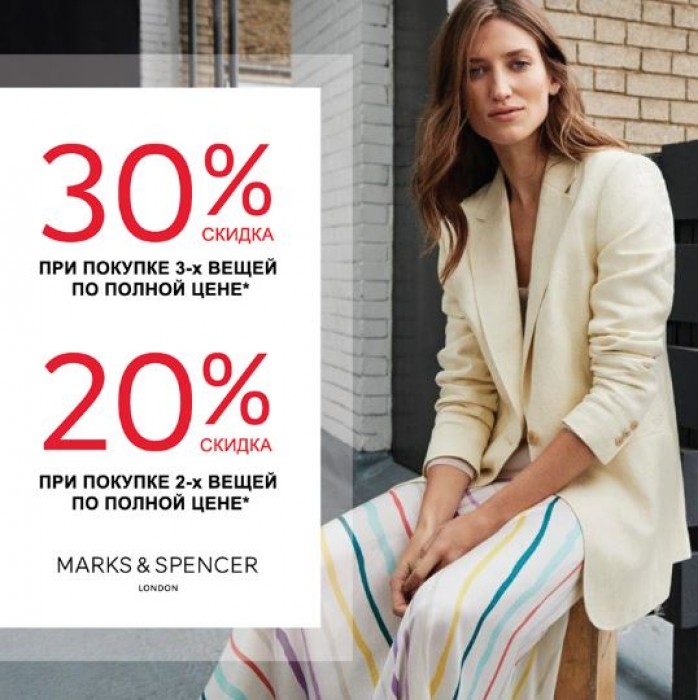 30%
СКИДКА
ПРИ ПОКУПКЕ 3-х ВЕЩЕЙ
ПО ПОЛНОЙ ЦЕНЕ*
20%
СКИДКА
ПРИ ПОКУПКЕ 2-х ВЕЩЕЙ
ПО ПОЛНОЙ ЦЕНЕ*
MARKS & SPENCER
LONDON